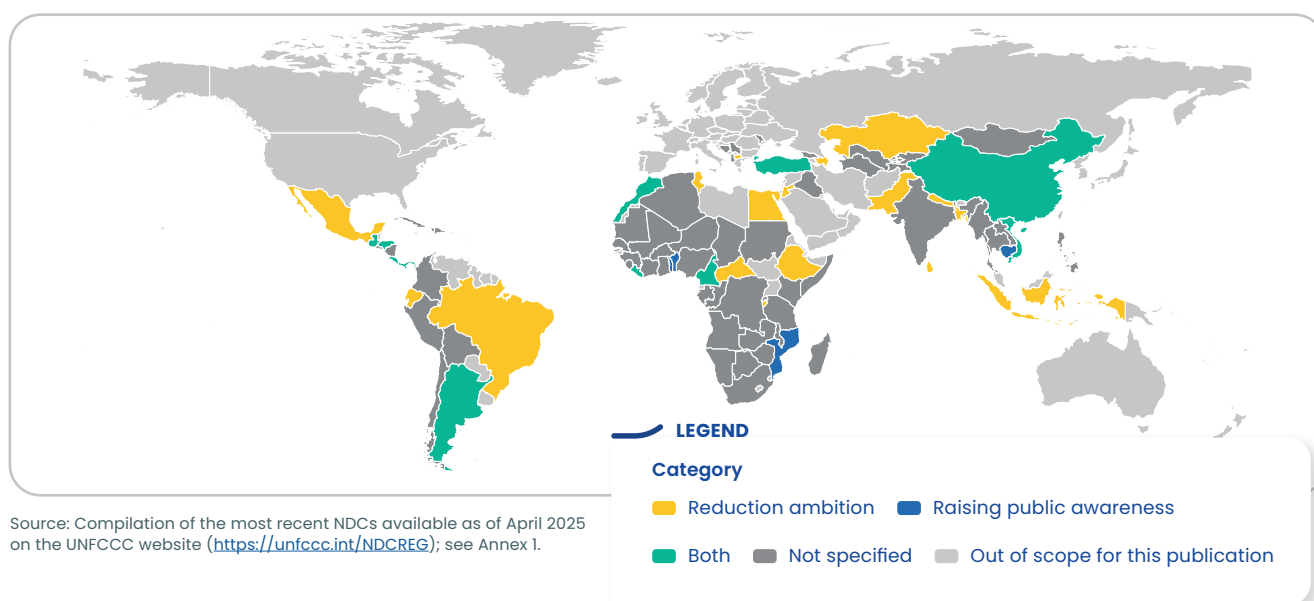 LEGEND
Category
Reduction ambition
Raising public awareness
Both
Not specified
Out of scope for this publication
Source: Compilation of the most recent NDCs available as of April 2025
on the UNFCCC website (https://unfccc.int/NDCREG); see Annex 1.